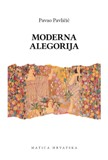 Pavao Pavličić
MODERNA
ALEGORIJA
MATICA HRVATSKA